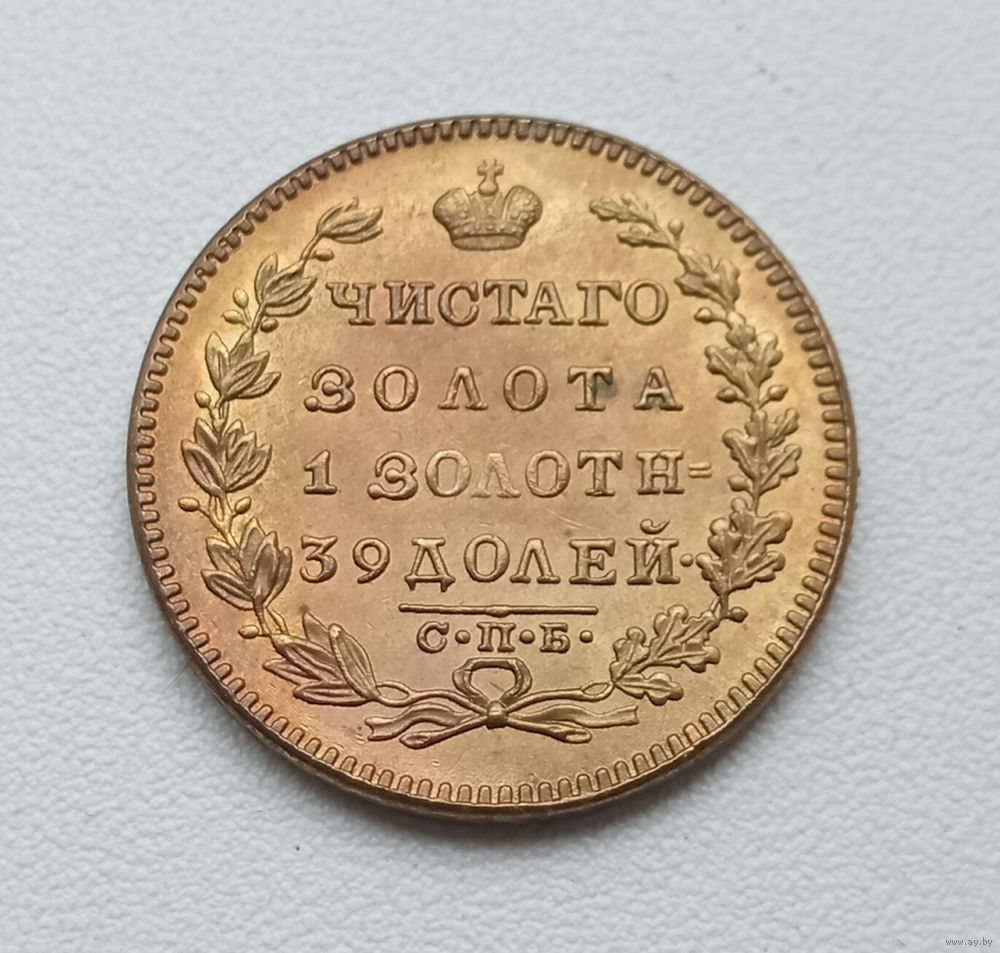 ЧИСТАГО
ЗОЛОТА
1 ЗОЛОТН=
39 ДОЛЕЙ·
С·П·Б·
www.ay.by